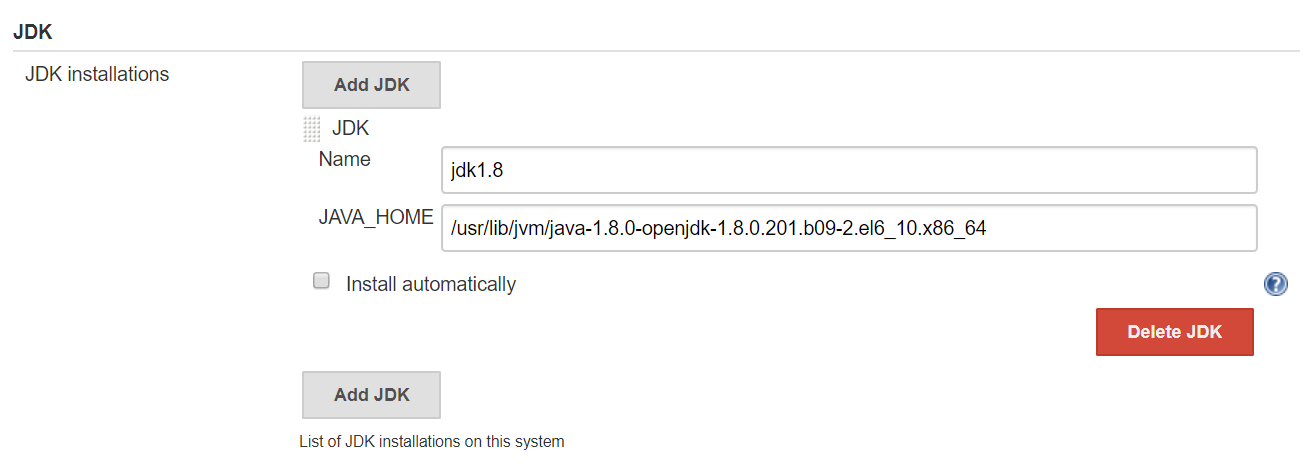 JDK
JDK installations
Add JDK
JDK
Name
jdk1.8
JAVA_HOME
/usr/lib/jvm/java-1.8.0-openjdk-1.8.0.201.b09-2.el6_10.x86_64
Install automatically
?
Delete JDK
Add JDK
List of JDK installations on this system